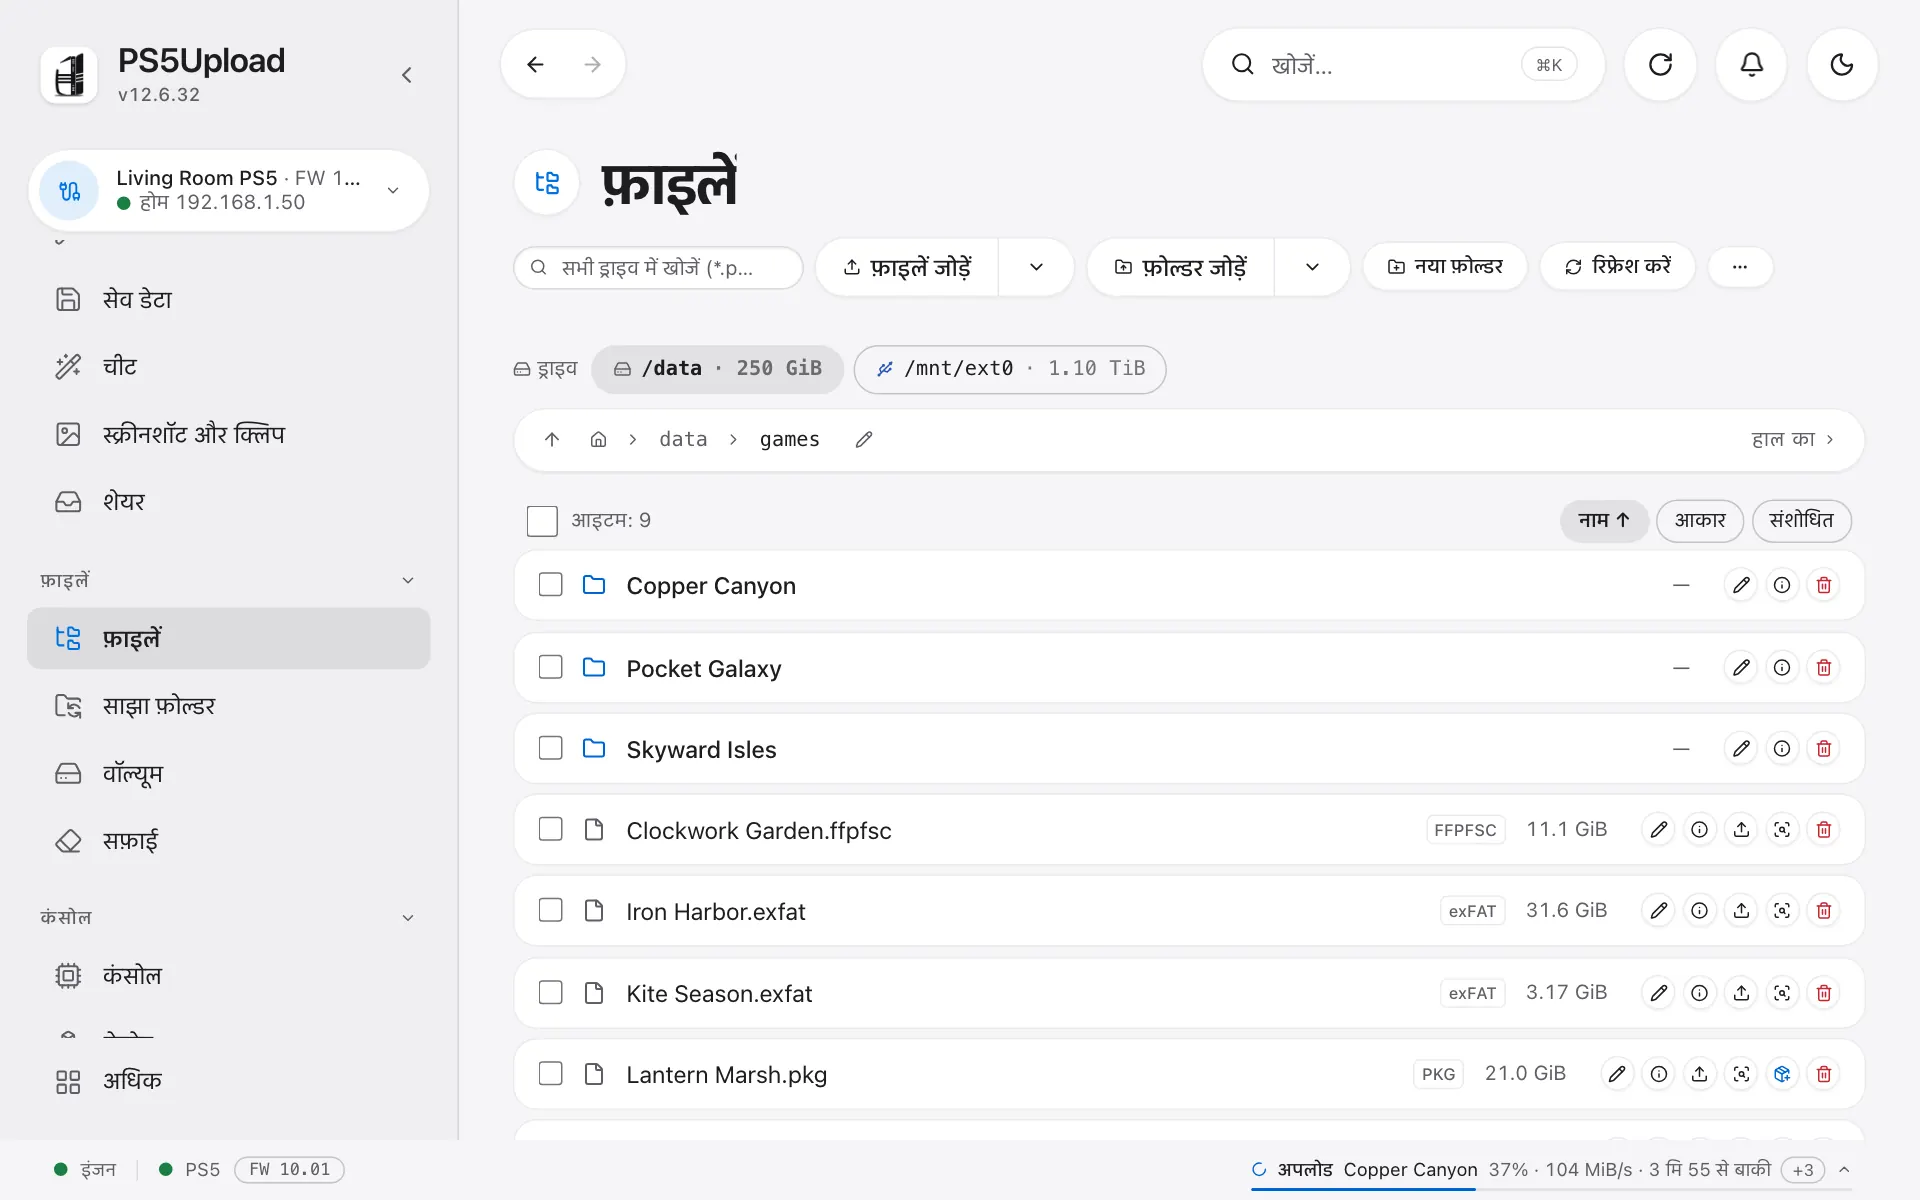 PS5Upload
v12.6.32
Living Room PS5 · FW 1...
होम 192.168.1.50
सेव डेटा
चीट
स्क्रीनशॉट और क्लिप
शेयर
फ़ाइलें
फ़ाइलें
साझा फ़ोल्डर
वॉल्यूम
सफ़ाई
कंसोल
कंसोल
अधिक
खोजें...
⌘K
फ़ाइलें
सभी ड्राइव में खोजें (*.p...
फ़ाइलें जोड़ें
फ़ोल्डर जोड़ें
नया फ़ोल्डर
रिफ्रेश करें
ड्राइव
/data · 250 GiB
/mnt/ext0 · 1.10 TiB
data
games
हाल का
आइटम: 9
नाम ↑
आकार
संशोधित
Copper Canyon —
Pocket Galaxy —
Skyward Isles —
Clockwork Garden.ffpfsc FFPFSC 11.1 GiB
Iron Harbor.exfat exFAT 31.6 GiB
Kite Season.exfat exFAT 3.17 GiB
Lantern Marsh.pkg PKG 21.0 GiB
इंजन
PS5
FW 10.01
अपलोड Copper Canyon 37% · 104 MiB/s · 3 मि 55 से बाकी +3